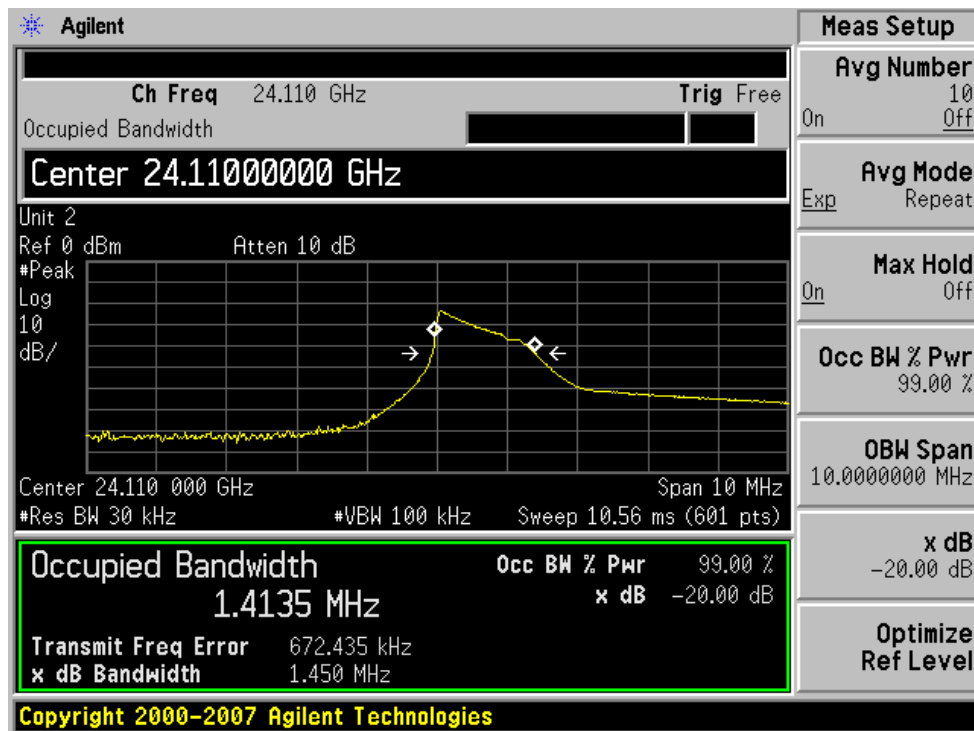 Agilent
Ch Freq 24.110 GHz Trig Free
Occupied Bandwidth
Center 24.11000000 GHz
Unit 2
Ref 0 dBm Atten 10 dB
#Peak
Log
10
dB/
Center 24.110 000 GHz Span 10 MHz
#Res BW 30 kHz #VBW 100 kHz Sweep 10.56 ms (601 pts)
Occupied Bandwidth Occ BW % Pwr 99.00 %
1.4135 MHz x dB -20.00 dB
Transmit Freq Error 672.435 kHz
x dB Bandwidth 1.450 MHz
Copyright 2000-2007 Agilent Technologies
Meas Setup
Avg Number
10
On Off
Avg Mode
Exp Repeat
Max Hold
On Off
Occ BW % Pwr
99.00 %
OBW Span
10.0000000 MHz
x dB
-20.00 dB
Optimize
Ref Level